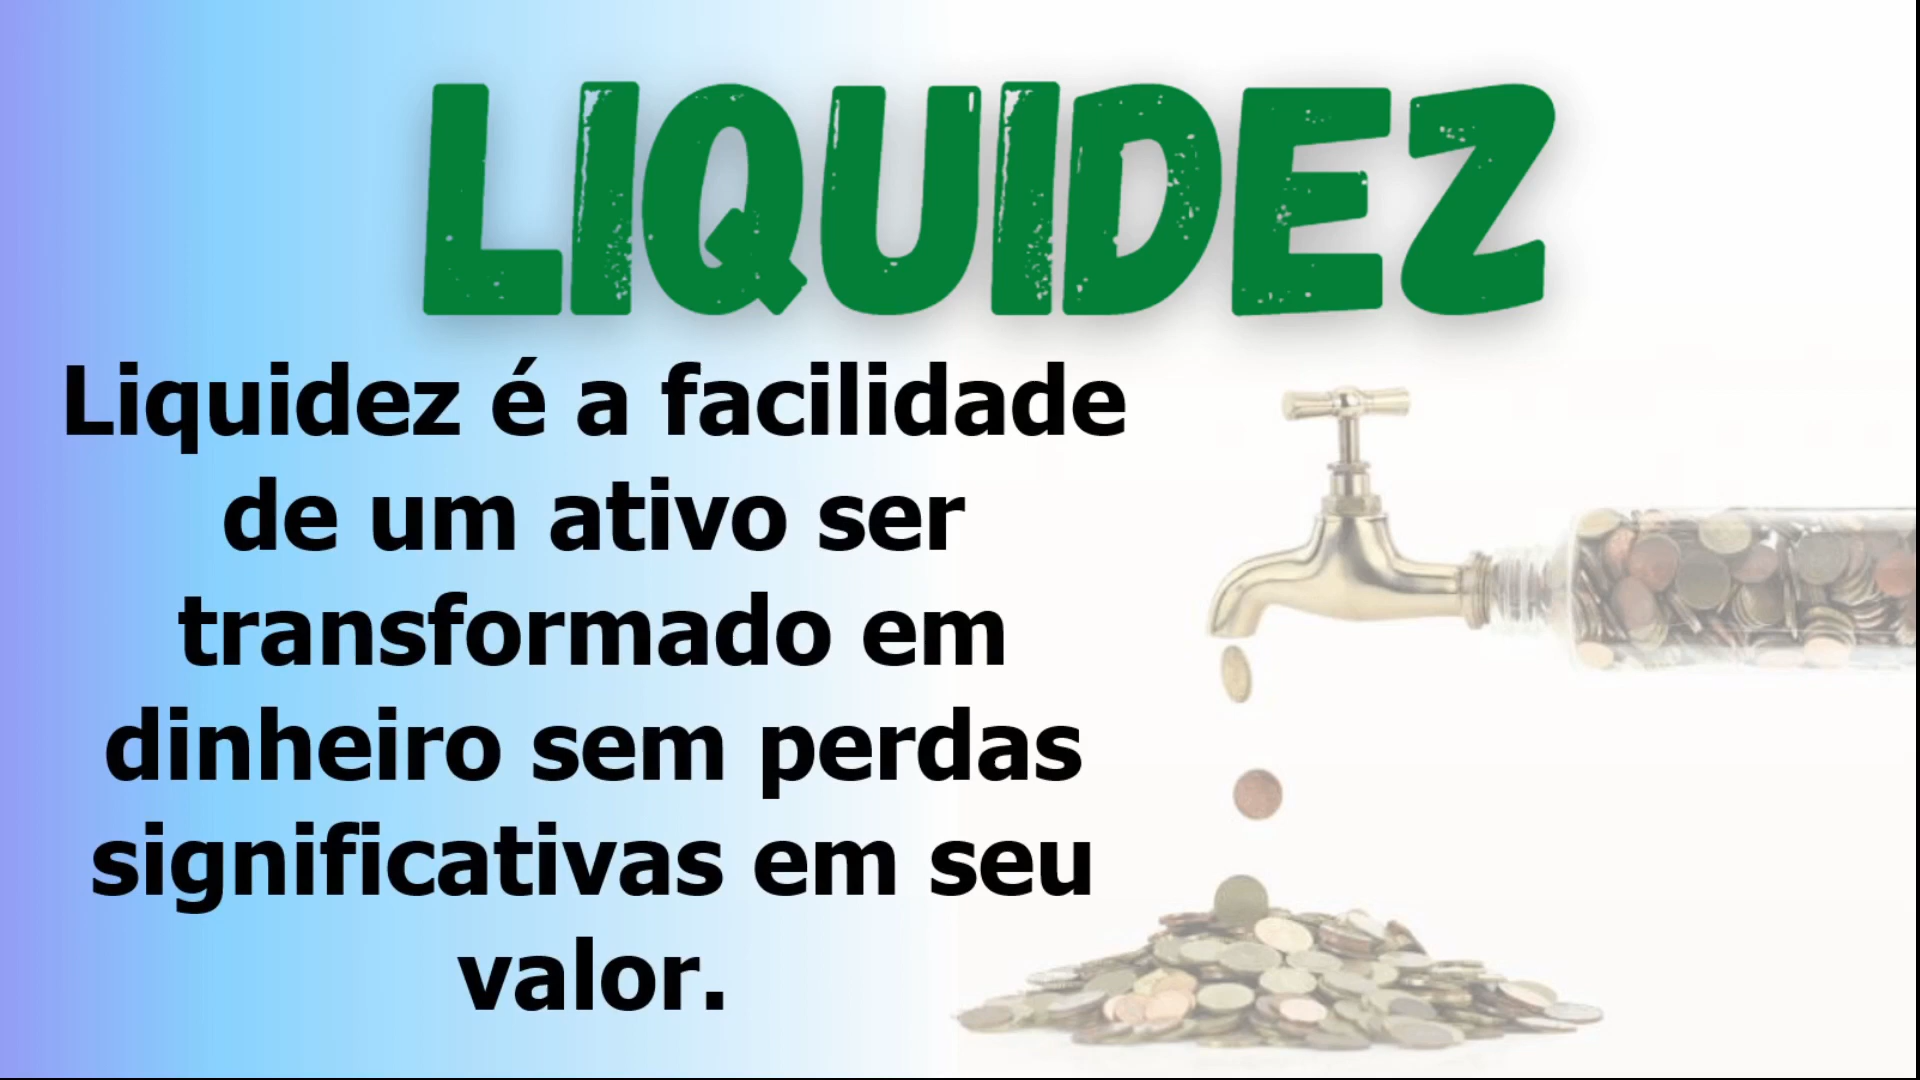 LIQUIDEZ
Liquidez é a facilidade
de um ativo ser
transformado em
dinheiro sem perdas
significativas em seu
valor.